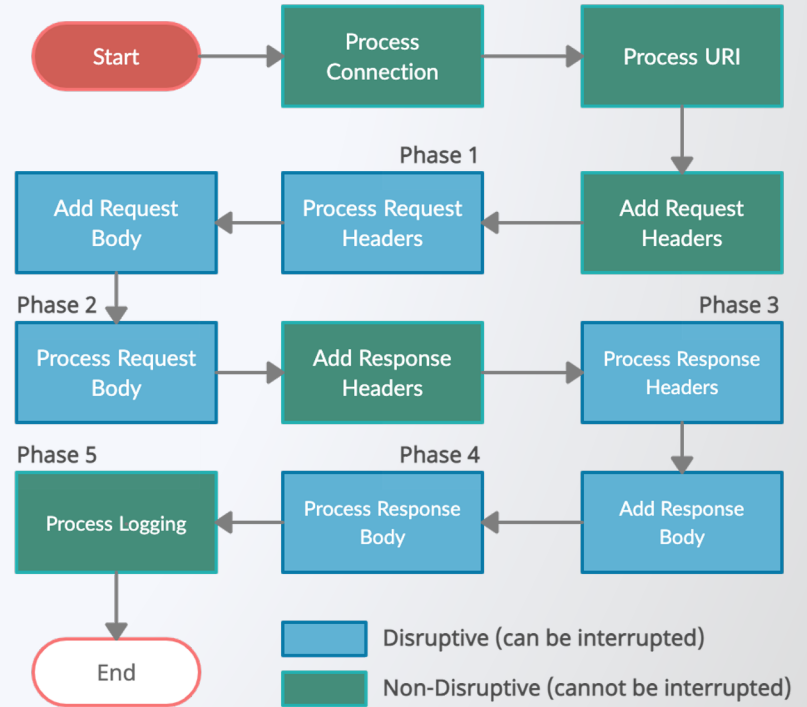 Start
Process
Connection
Process URI
Phase 1
Add Request
Headers
Process Request
Headers
Add Request
Body
Phase 2
Process Request
Body
Add Response
Headers
Phase 3
Process Response
Headers
Add Response
Body
Phase 4
Process Response
Body
Phase 5
Process Logging
End
Disruptive (can be interrupted)
Non-Disruptive (cannot be interrupted)